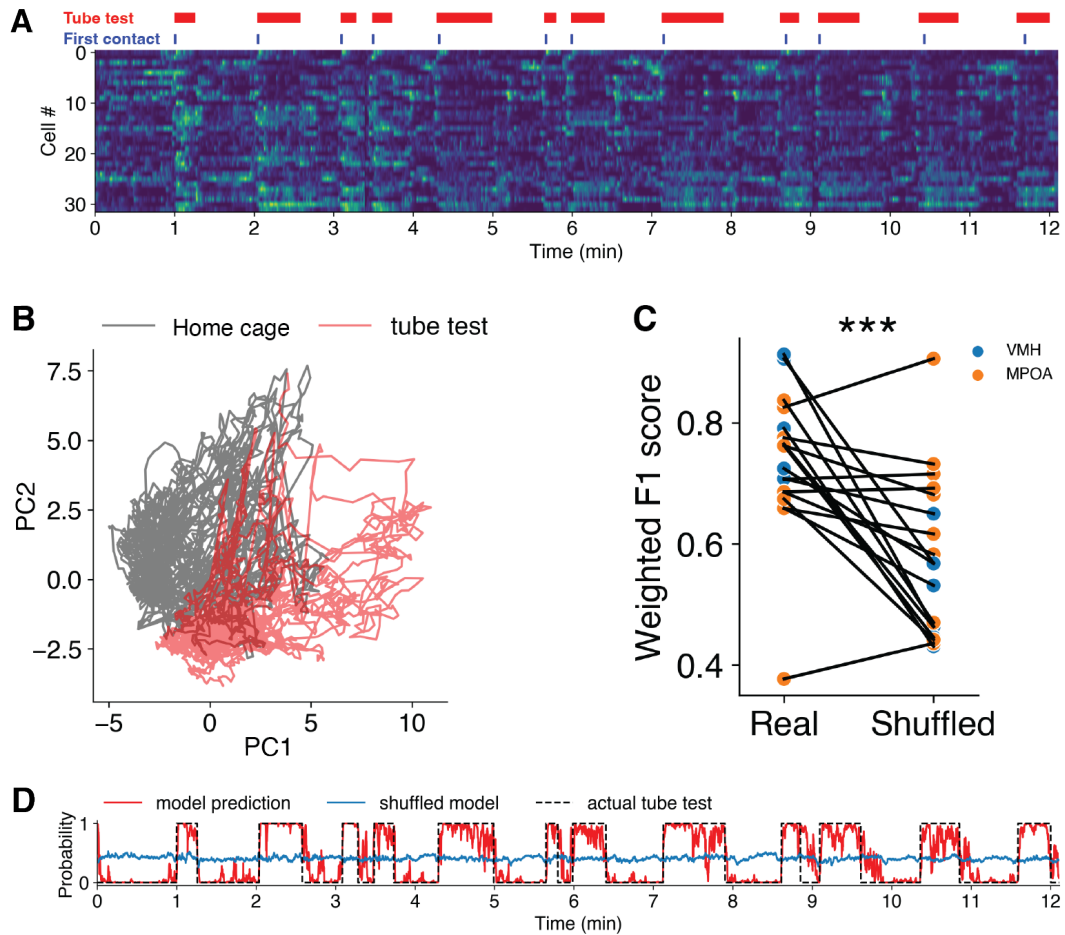 A
Tube test
First contact
Cell #
0
10
20
30
0 1 2 3 4 5 6 7 8 9 10 11 12
Time (min)
B
Home cage tube test
PC2
7.5
5.0
2.5
0.0
−2.5
−5 0 5 10
PC1
C
***
VMH
MPOA
Weighted F1 score
0.8
0.6
0.4
Real Shuffled
D
model prediction shuffled model actual tube test
Probability
1
0
0 1 2 3 4 5 6 7 8 9 10 11 12
Time (min)